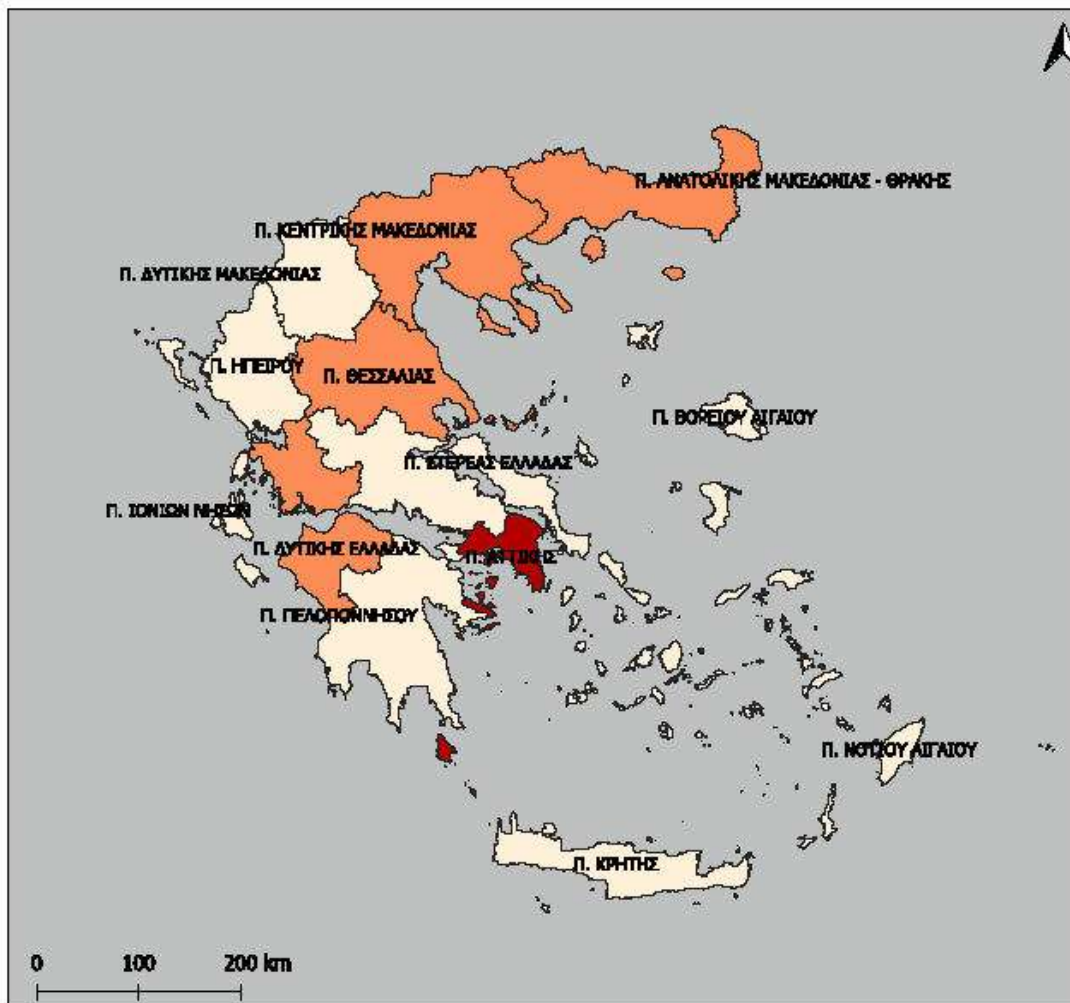 Π. ΑΝΑΤΟΛΙΚΗΣ ΜΑΚΕΔΟΝΙΑΣ - ΘΡΑΚΗΣ
Π. ΚΕΝΤΡΙΚΗΣ ΜΑΚΕΔΟΝΙΑΣ
Π. ΔΥΤΙΚΗΣ ΜΑΚΕΔΟΝΙΑΣ
Π. ΗΠΕΙΡΟΥ
Π. ΘΕΣΣΑΛΙΑΣ
Π. ΒΟΡΕΙΟΥ ΑΙΓΑΙΟΥ
Π. ΣΤΕΡΕΑΣ ΕΛΛΑΔΑΣ
Π. ΙΟΝΙΩΝ ΝΗΣΩΝ
Π. ΔΥΤΙΚΗΣ ΕΛΛΑΔΑΣ
Π. ΑΤΤΙΚΗΣ
Π. ΠΕΛΟΠΟΝΝΗΣΟΥ
Π. ΝΟΤΙΟΥ ΑΙΓΑΙΟΥ
Π. ΚΡΗΤΗΣ
0 100 200 km